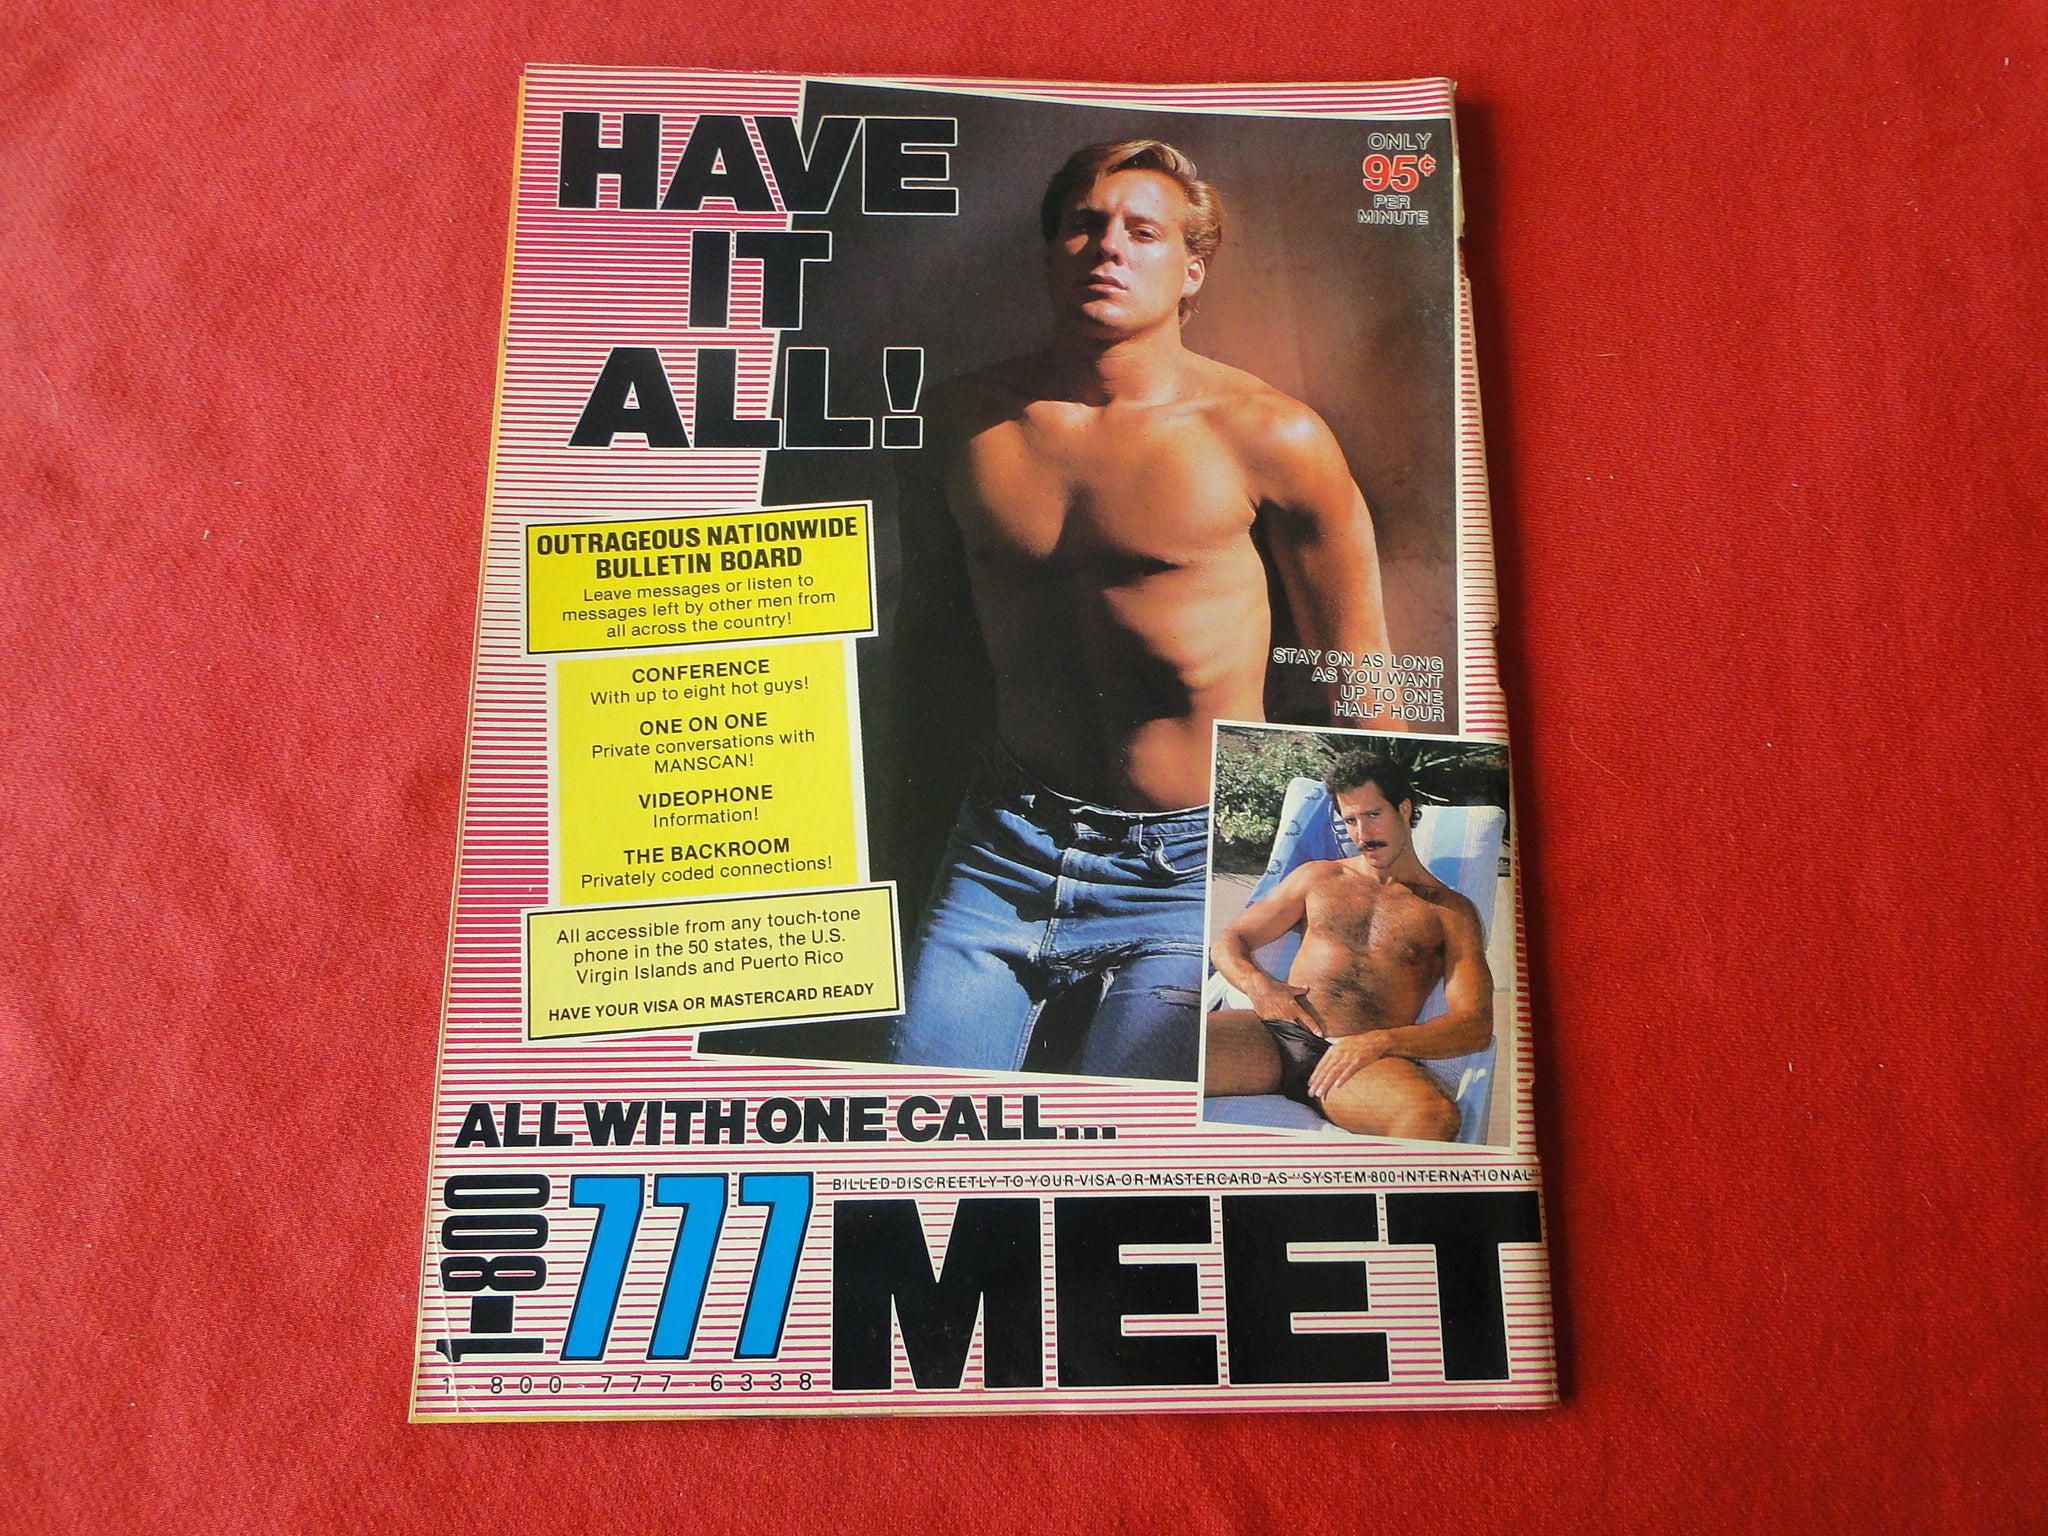 HAVE
IT
ALL!
ONLY
95¢
PER
MINUTE
OUTRAGEOUS NATIONWIDE
BULLETIN BOARD
Leave messages or listen to
messages left by other men from
all across the country!
CONFERENCE
With up to eight hot guys!
ONE ON ONE
Private conversations with
MANSCAN!
VIDEOPHONE
Information!
THE BACKROOM
Privately coded connections!
All accessible from any touch-tone
phone in the 50 states, the U.S.
Virgin Islands and Puerto Rico
HAVE YOUR VISA OR MASTERCARD READY
STAY ON AS LONG
AS YOU WANT
UP TO ONE
HALF HOUR
ALL WITH ONE CALL...
BILLED DISCREETLY TO YOUR VISA OR MASTERCARD AS "SYSTEM 800 INTERNATIONAL"
1-800 777 MEET
1-800-777-6338